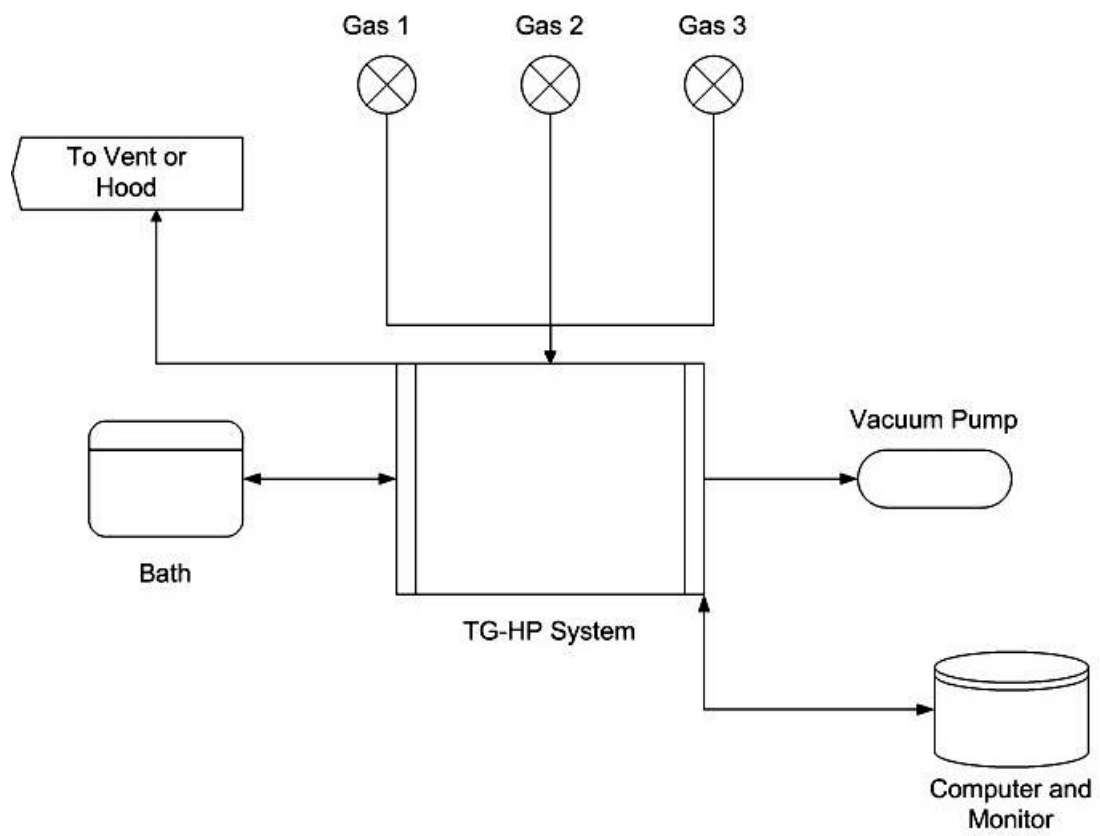 Gas 1
Gas 2
Gas 3
To Vent or
Hood
Vacuum Pump
Bath
TG-HP System
Computer and
Monitor